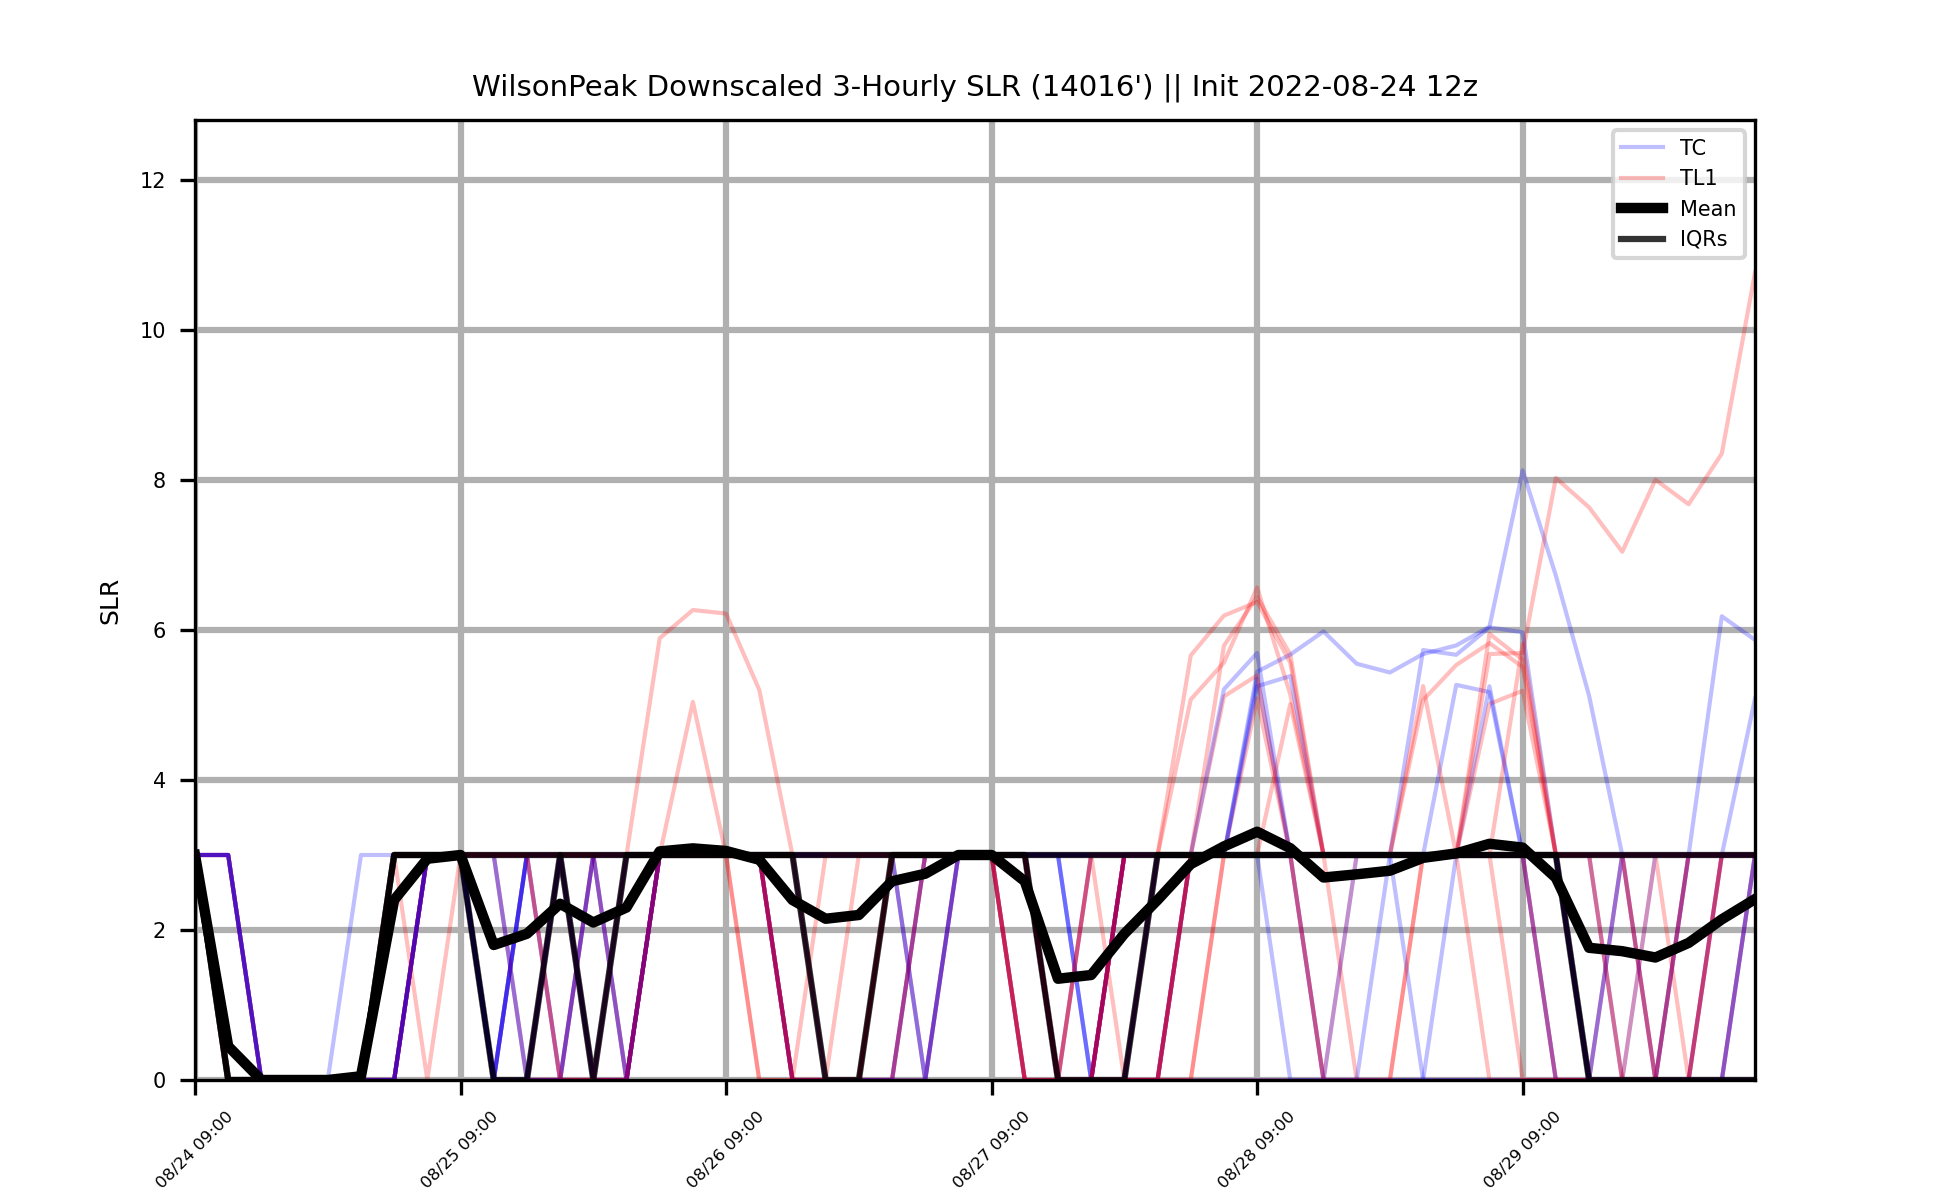 WilsonPeak Downscaled 3-Hourly SLR (14016') || Init 2022-08-24 12z
TC
TL1
Mean
IQRs
12
10
8
6
4
2
0
SLR
08/24 09:00
08/25 09:00
08/26 09:00
08/27 09:00
08/28 09:00
08/29 09:00